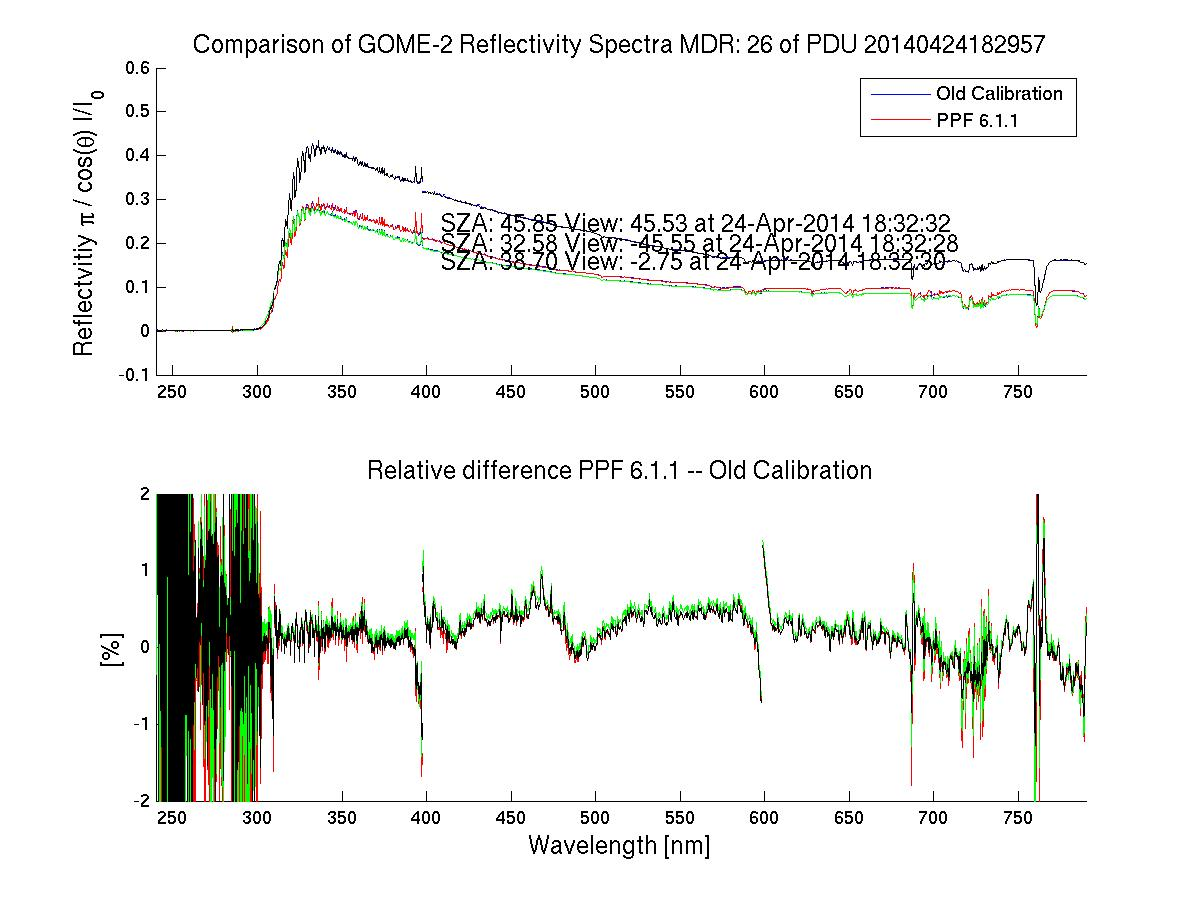 Comparison of GOME-2 Reflectivity Spectra MDR: 26 of PDU 20140424182957
Reflectvitiy π / cos(θ) I/I0
0.6
0.5
0.4
0.3
0.2
0.1
0
-0.1
Old Calibration
PPF 6.1.1
SZA: 45.85 View: 45.53 at 24-Apr-2014 18:32:32
SZA: 32.58 View: -45.55 at 24-Apr-2014 18:32:28
SZA: 38.70 View: -2.75 at 24-Apr-2014 18:32:30
250 300 350 400 450 500 550 600 650 700 750
Relative difference PPF 6.1.1 -- Old Calibration
[%]
2
1
0
-1
-2
250 300 350 400 450 500 550 600 650 700 750
Wavelength [nm]